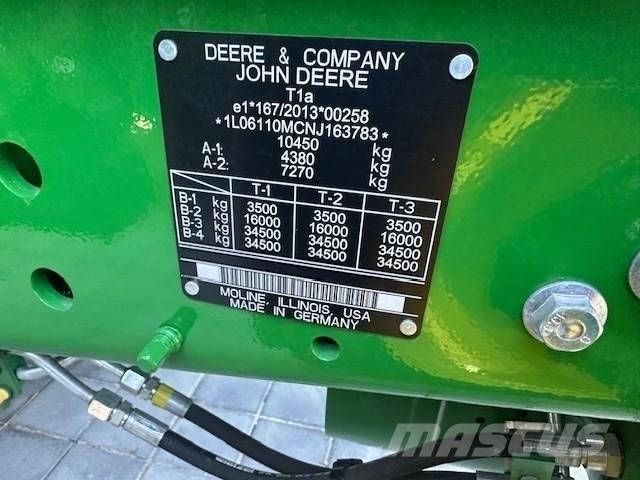 DEERE & COMPANY
JOHN DEERE
T1a
e1*167/2013*00258
*1L06110MCNJ163783*
10450 kg
A-1: 4380 kg
A-2: 7270 kg
T-1 T-2 T-3
B-1 kg 3500 3500 3500
B-2 kg 16000 16000 16000
B-3 kg 34500 34500 34500
B-4 kg 34500 34500 34500
MOLINE, ILLINOIS, USA
MADE IN GERMANY
MASCUS